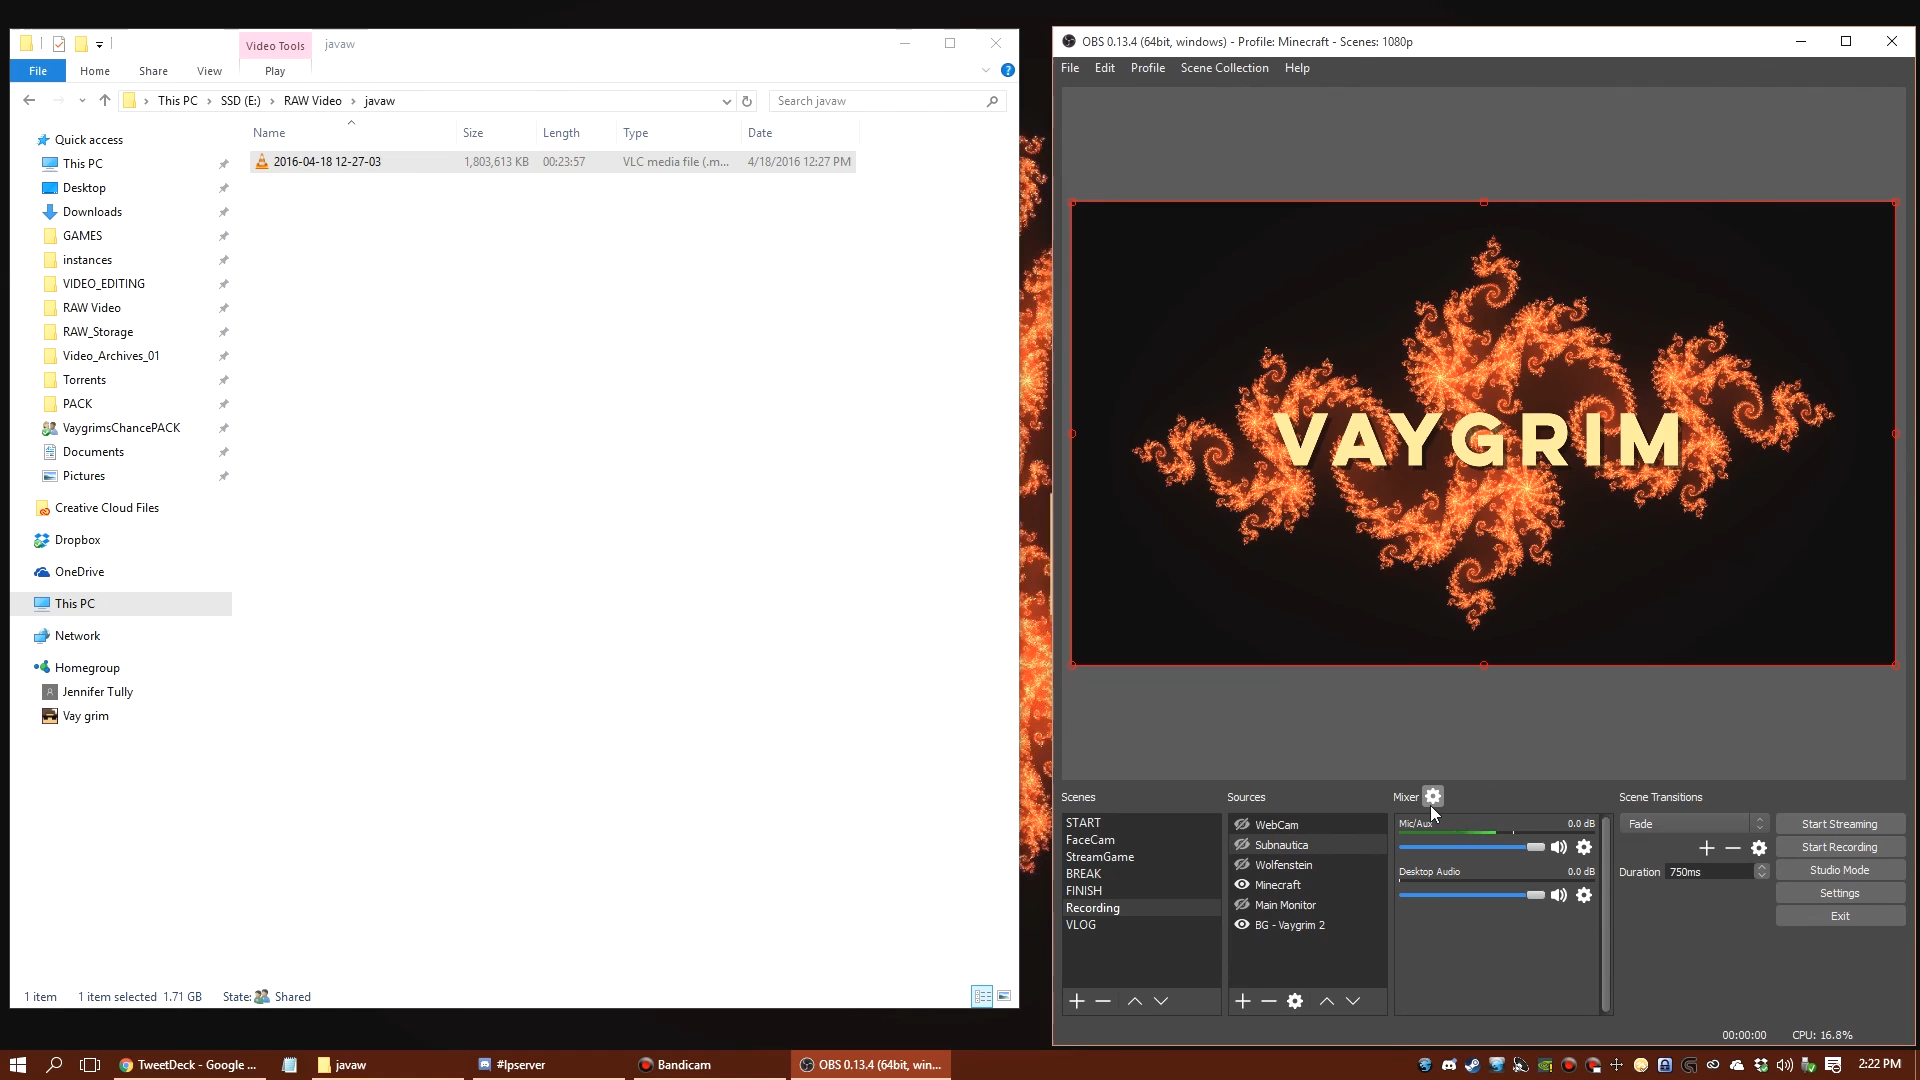 Video Tools
javaw
File
Home
Share
View
Play
This PC
SSD (E:)
RAW Video
javaw
Search javaw
Name
Size
Length
Type
Date
2016-04-18 12-27-03
1,803,613 KB
00:23:57
VLC media file (.m...
4/18/2016 12:27 PM
Quick access
This PC
Desktop
Downloads
GAMES
instances
VIDEO_EDITING
RAW Video
RAW_Storage
Video_Archives_01
Torrents
PACK
VaygrimsChancePACK
Documents
Pictures
Creative Cloud Files
Dropbox
OneDrive
This PC
Network
Homegroup
Jennifer Tully
Vay grim
1 item
1 item selected 1.71 GB
State: Shared
OBS 0.13.4 (64bit, windows) - Profile: Minecraft - Scenes: 1080p
File
Edit
Profile
Scene Collection
Help
VAYGRIM
Scenes
START
FaceCam
StreamGame
BREAK
FINISH
Recording
VLOG
Sources
WebCam
Subnautica
Wolfenstein
Minecraft
Main Monitor
BG - Vaygrim 2
Mixer
Mic/Aux
0.0 dB
Desktop Audio
0.0 dB
Scene Transitions
Fade
Duration
750ms
Start Streaming
Start Recording
Studio Mode
Settings
Exit
00:00:00
CPU: 16.8%
TweetDeck - Google ...
javaw
#lpserver
Bandicam
OBS 0.13.4 (64bit, win...
2:22 PM